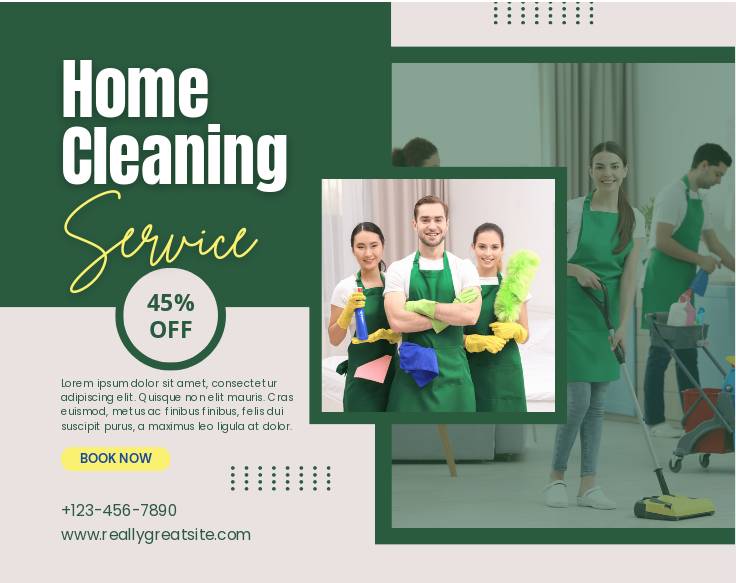 Home
Cleaning
Service
45%
OFF
Lorem ipsum dolor sit amet, consectetur
adipiscing elit. Quisque non elit mauris. Cras
euismod, metus ac finibus finibus, felis dui
suscipit purus, a maximus leo ligula at dolor.
BOOK NOW
+123-456-7890
www.reallygreatsite.com